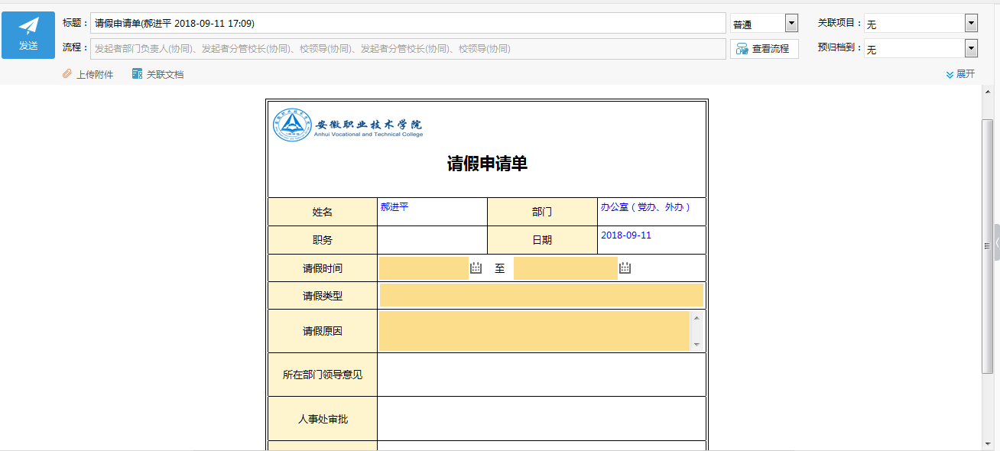 发送
标题：
请假申请单(郝进平 2018-09-11 17:09)
普通
关联项目：
无
流程：
发起者部门负责人(协同)、发起者分管校长(协同)、校领导(协同)、发起者分管校长(协同)、校领导(协同)
查看流程
预归档到：
无
上传附件
关联文档
展开
安徽职业技术学院
Anhui Vocational and Technical College
请假申请单
姓名
郝进平
部门
办公室（党办、外办）
职务
日期
2018-09-11
请假时间
至
请假类型
请假原因
所在部门领导意见
人事处审批